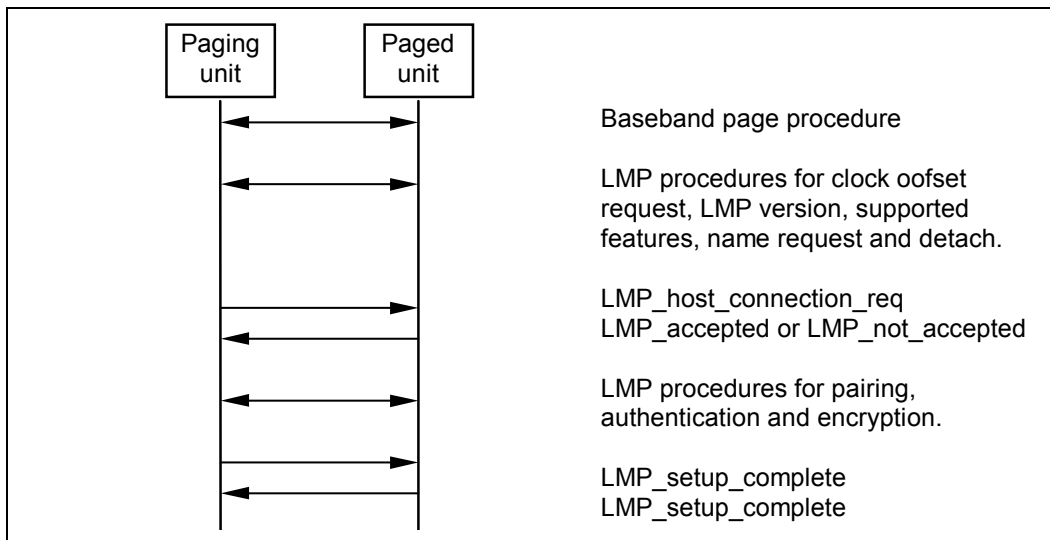 Paging
unit
Paged
unit
Baseband page procedure
LMP procedures for clock oofset
request, LMP version, supported
features, name request and detach.
LMP_host_connection_req
LMP_accepted or LMP_not_accepted
LMP procedures for pairing,
authentication and encryption.
LMP_setup_complete
LMP_setup_complete